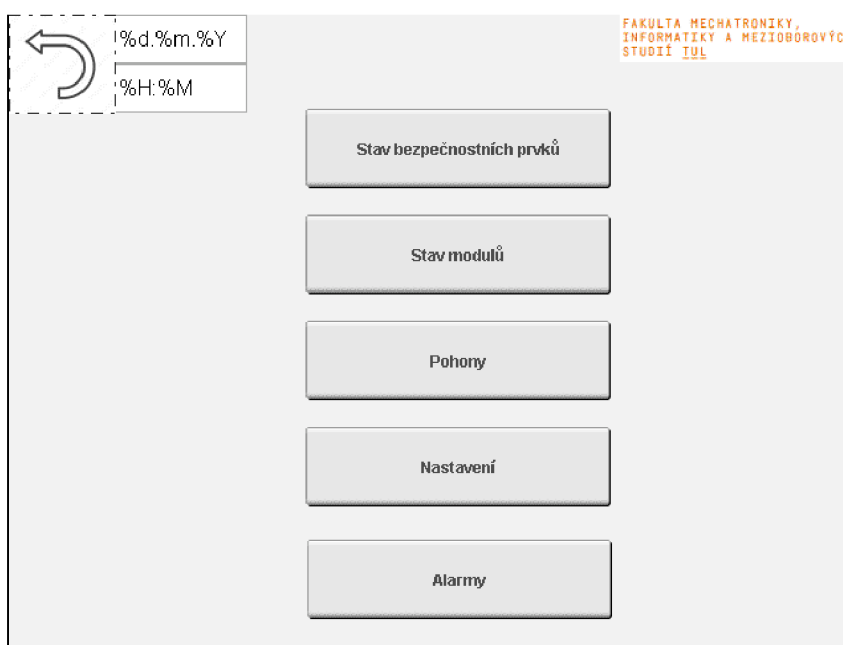 %d.%m.%Y
%H:%M
FAKULTA MECHATRONIKY,
INFORMATIKY A MEZIOBOROVÝC
STUDIÍ TUL
Stav bezpečnostních prvků
Stav modulů
Pohony
Nastavení
Alarmy